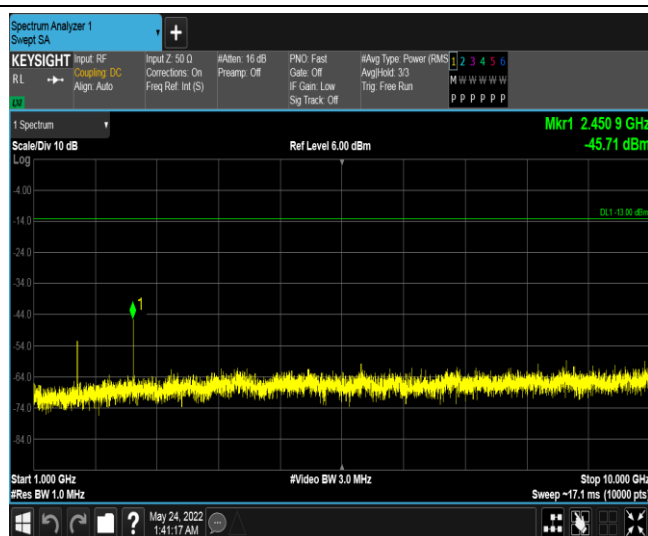 Spectrum Analyzer 1
Swept SA
+
KEYSIGHT Input: RF Input Z: 50 Ω #Atten: 16 dB PNO: Fast #Avg Type: Power (RMS 1 2 3 4 5 6
RL Coupling: DC Corrections: On Preamp: Off Gate: Off Avg|Hold: 3/3 M W W W W W
Align: Auto Freq Ref: Int (S) IF Gain: Low Trig: Free Run
Sig Track: Off P P P P P P
1 Spectrum Mkr1 2.450 9 GHz
Scale/Div 10 dB Ref Level 6.00 dBm -45.71 dBm
Log
-4.00
DL1 -13.00 dBm
-14.0
-24.0
-34.0
1
-44.0
-54.0
-64.0
-74.0
-84.0
Start 1.000 GHz #Video BW 3.0 MHz Stop 10.000 GHz
#Res BW 1.0 MHz Sweep ~17.1 ms (10000 pts)
? May 24, 2022
1:41:17 AM